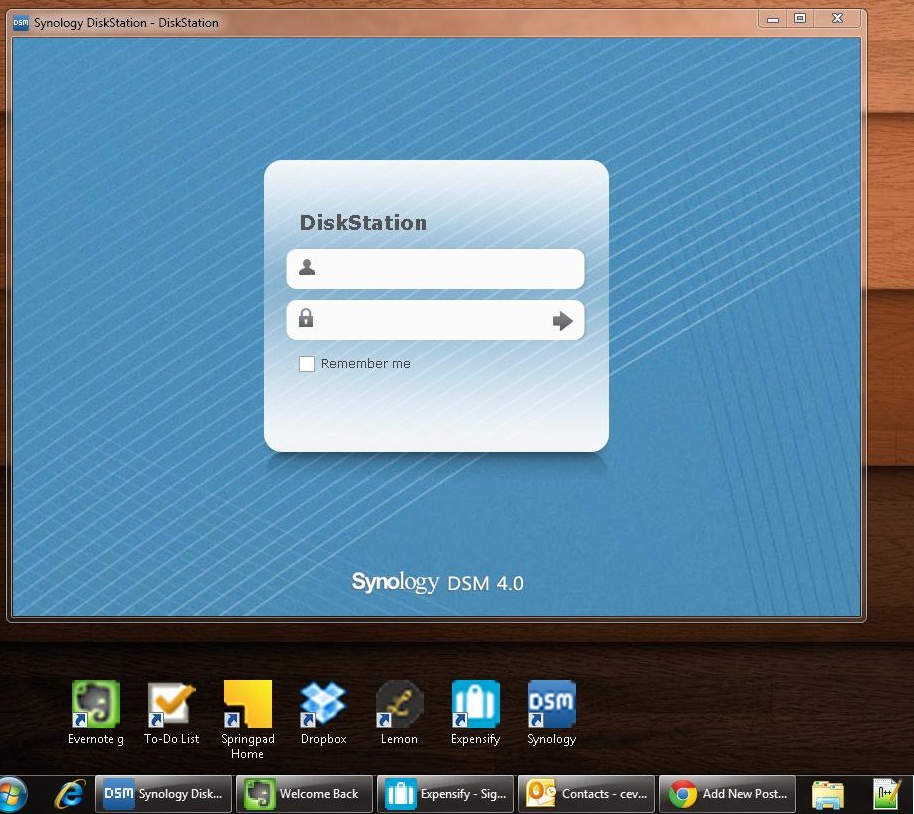 DSM Synology DiskStation - DiskStation
DiskStation
Remember me
Synology DSM 4.0
DSM
Evernote g
To-Do List
Springpad
Home
Dropbox
Lemon
Expensify
Synology
DSM Synology Disk...
Welcome Back
Expensify - Sig...
Contacts - cev...
Add New Post...